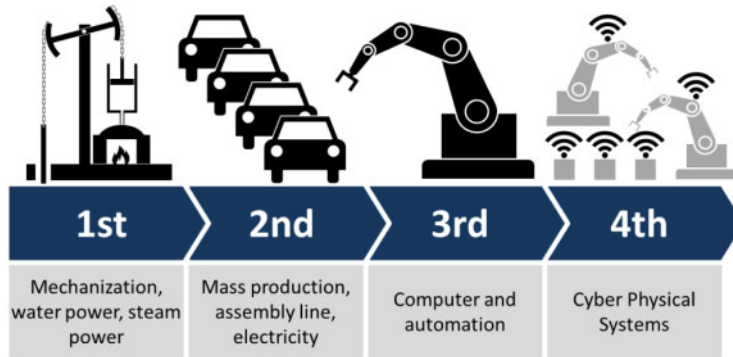 1st
2nd
3rd
4th
Mechanization,
water power, steam
power
Mass production,
assembly line,
electricity
Computer and
automation
Cyber Physical
Systems